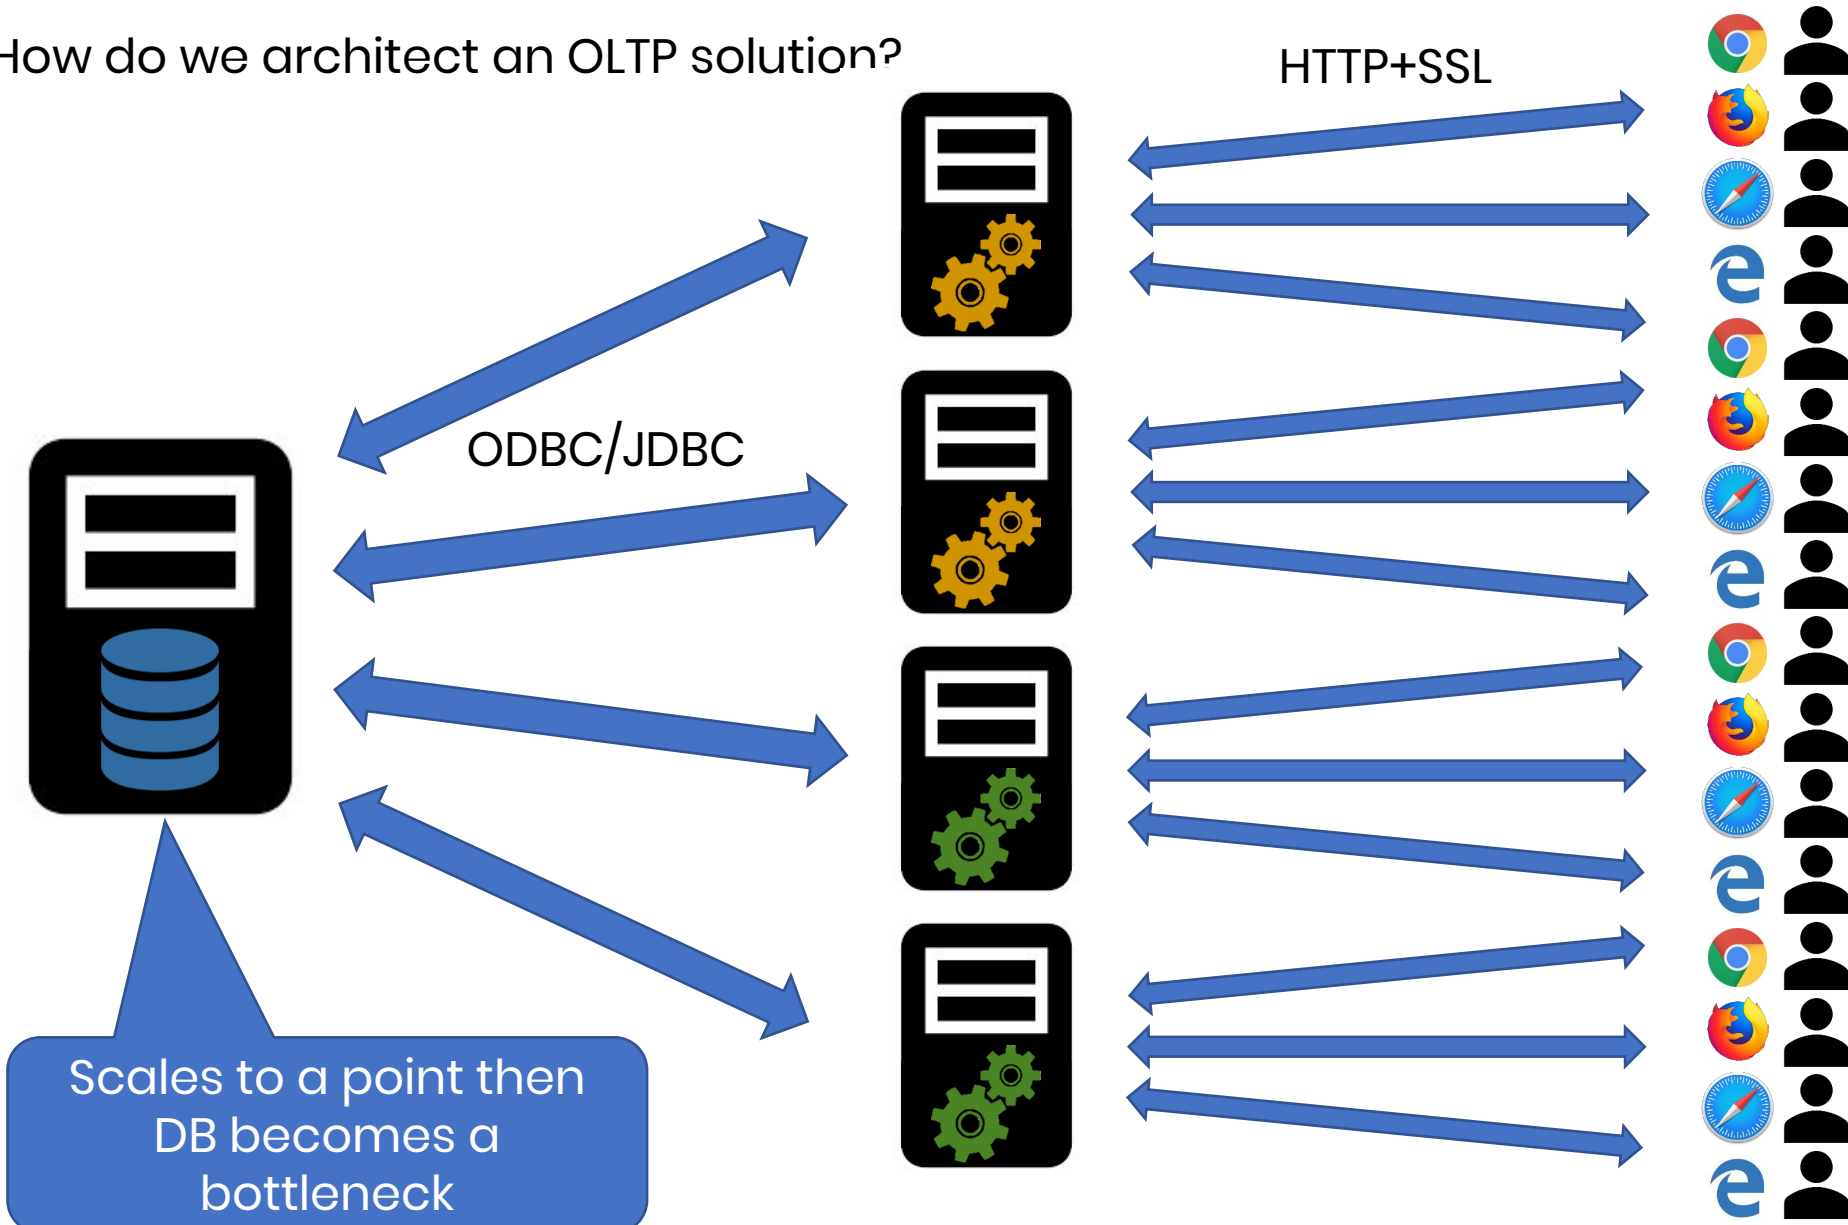 How do we architect an OLTP solution?
HTTP+SSL
ODBC/JDBC
Scales to a point then
DB becomes a
bottleneck